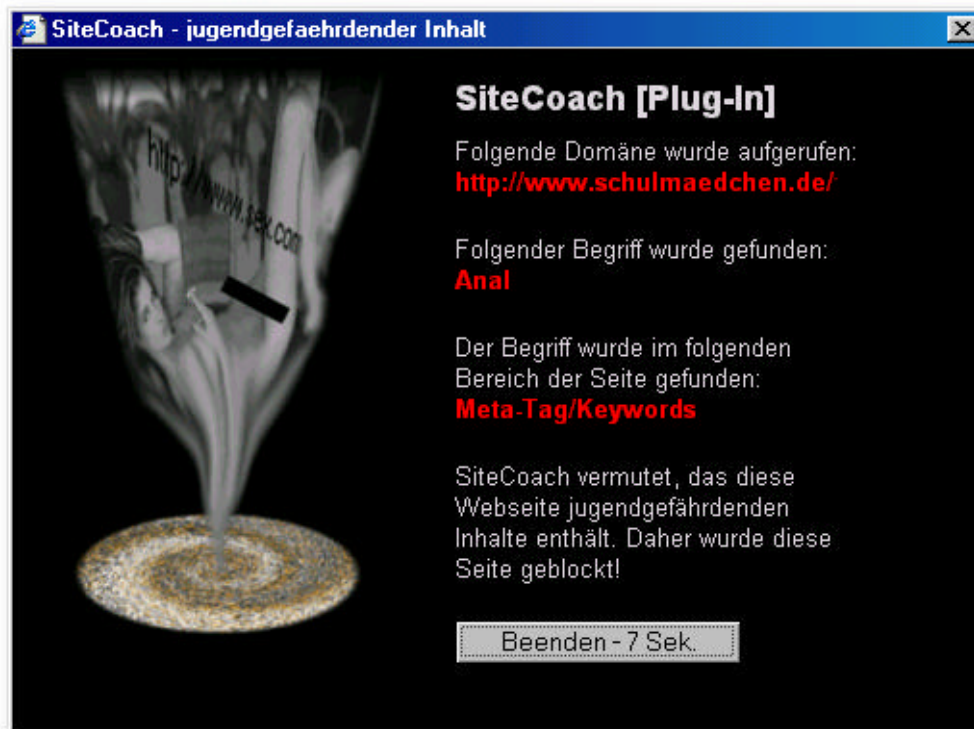 SiteCoach - jugendgefaehrdender Inhalt
http://www.sex.com
SiteCoach [Plug-In]
Folgende Domäne wurde aufgerufen:
http://www.schulmaedchen.de/
Folgender Begriff wurde gefunden:
Anal
Der Begriff wurde im folgenden
Bereich der Seite gefunden:
Meta-Tag/Keywords
SiteCoach vermutet, das diese
Webseite jugendgefährdenden
Inhalte enthält. Daher wurde diese
Seite geblockt!
Beenden - 7 Sek.